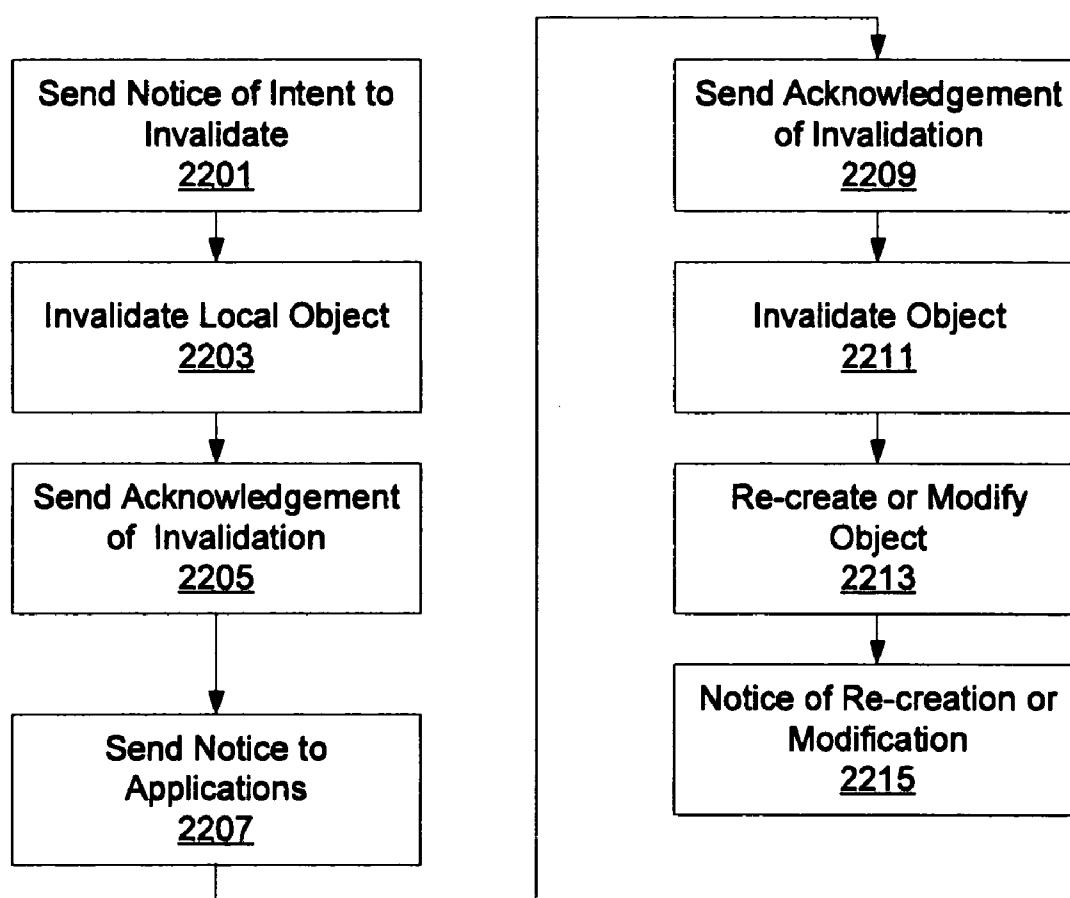 Send Notice of Intent to
Invalidate
2201
Invalidate Local Object
2203
Send Acknowledgement
of Invalidation
2205
Send Notice to
Applications
2207
Send Acknowledgement
of Invalidation
2209
Invalidate Object
2211
Re-create or Modify
Object
2213
Notice of Re-creation or
Modification
2215